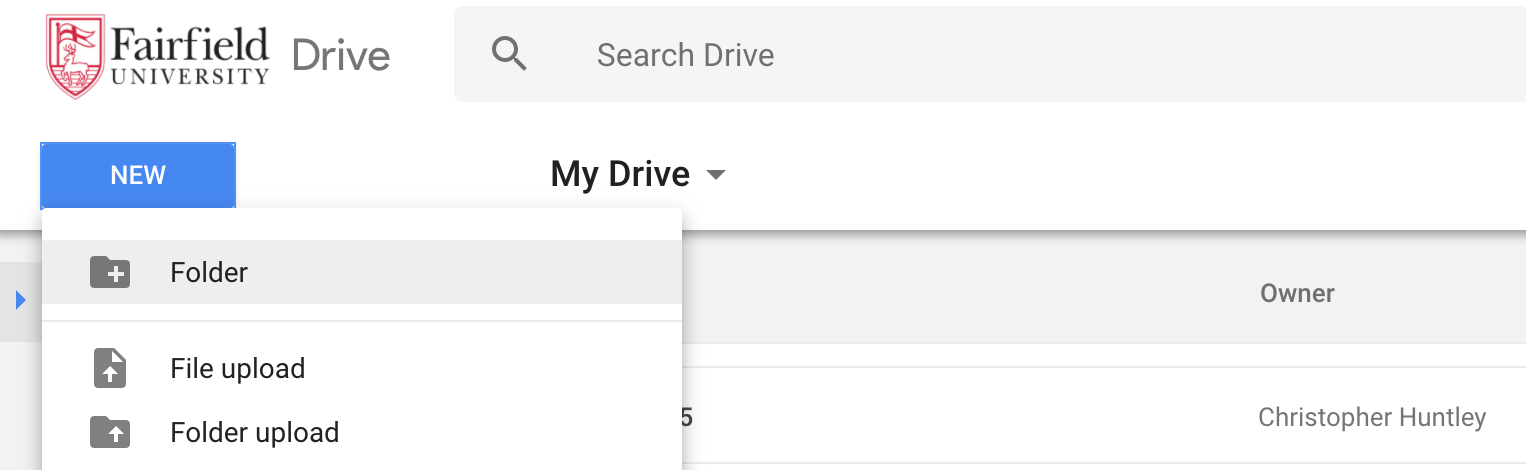 Fairfield
UNIVERSITY
Drive
Search Drive
NEW
My Drive
Folder
Owner
File upload
5
Christopher Huntley
Folder upload